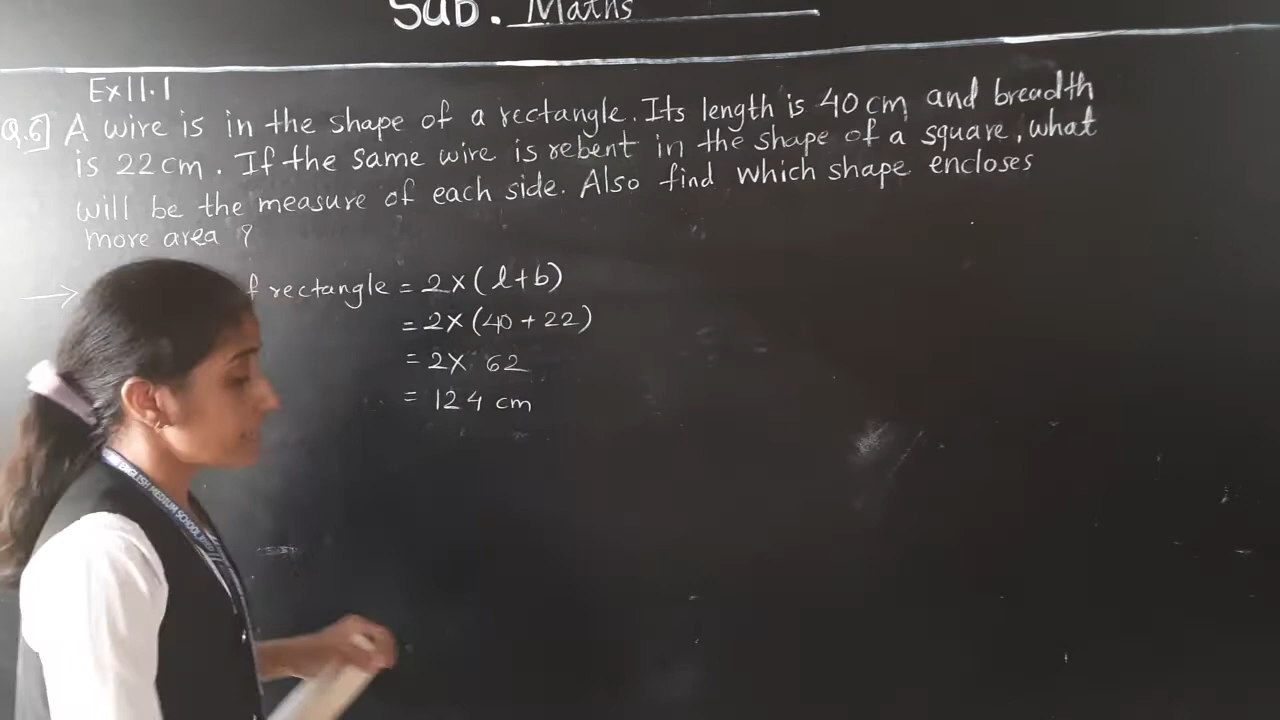 Sub. Maths
Ex 11.1
Q.6] A wire is in the shape of a rectangle. Its length is 40 cm and breadth
is 22 cm. If the same wire is rebent in the shape of a square, what
will be the measure of each side. Also find which shape encloses
more area ?
→ f rectangle = 2×(l+b)
= 2×(40+22)
= 2× 62
= 124 cm
ENGLISH MEDIUM SCHOOL